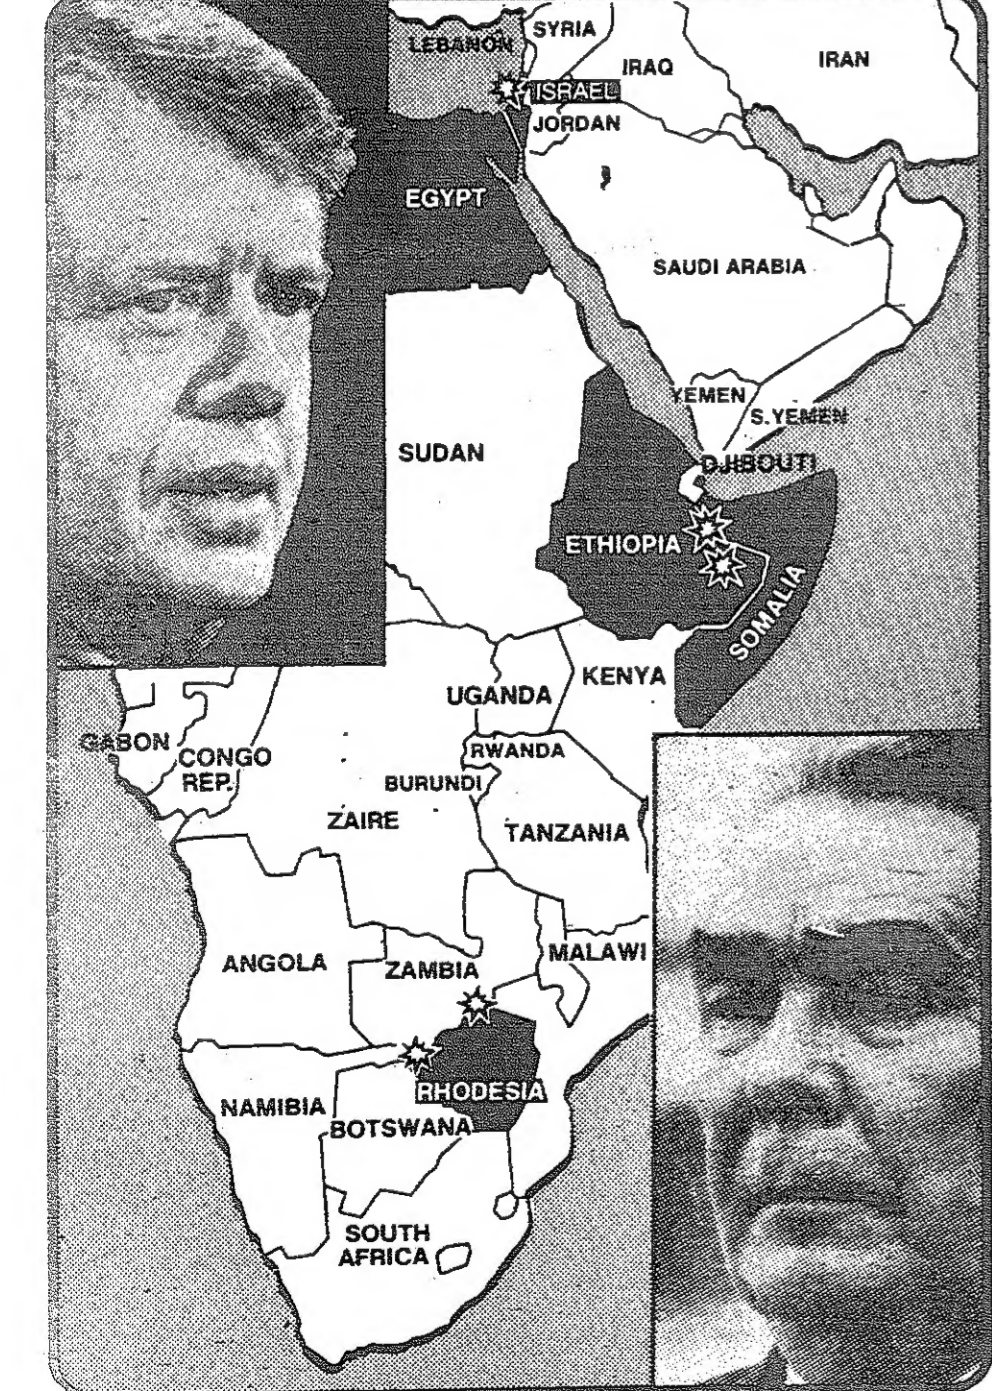 LEBANON
SYRIA
IRAQ
IRAN
ISRAEL
JORDAN
EGYPT
SAUDI ARABIA
YEMEN
S.YEMEN
SUDAN
DJIBOUTI
ETHIOPIA
SOMALIA
KENYA
UGANDA
GABON
CONGO
REP.
RWANDA
BURUNDI
ZAIRE
TANZANIA
ANGOLA
ZAMBIA
MALAWI
RHODESIA
NAMIBIA
BOTSWANA
SOUTH
AFRICA